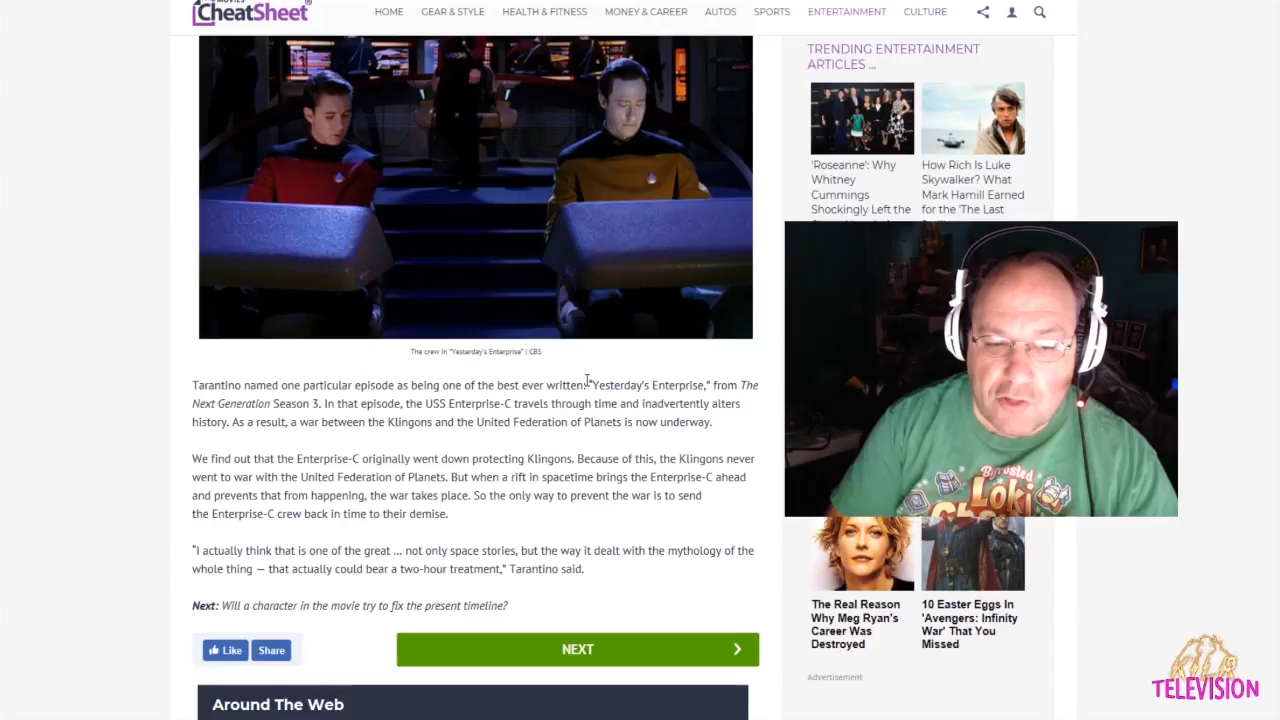 CheatSheet
HOME GEAR & STYLE HEALTH & FITNESS MONEY & CAREER AUTOS SPORTS ENTERTAINMENT CULTURE
The crew in "Yesterday's Enterprise" | CBS
Tarantino named one particular episode as being one of the best ever written: "Yesterday's Enterprise," from The
Next Generation Season 3. In that episode, the USS Enterprise-C travels through time and inadvertently alters
history. As a result, a war between the Klingons and the United Federation of Planets is now underway.
We find out that the Enterprise-C originally went down protecting Klingons. Because of this, the Klingons never
went to war with the United Federation of Planets. But when a rift in spacetime brings the Enterprise-C ahead
and prevents that from happening, the war takes place. So the only way to prevent the war is to send
the Enterprise-C crew back in time to their demise.
“I actually think that is one of the great … not only space stories, but the way it dealt with the mythology of the
whole thing — that actually could bear a two-hour treatment,” Tarantino said.
Next: Will a character in the movie try to fix the present timeline?
Like Share
NEXT
Around The Web
TRENDING ENTERTAINMENT
ARTICLES ...
'Roseanne': Why
Whitney
Cummings
Shockingly Left the
How Rich Is Luke
Skywalker? What
Mark Hamill Earned
for the 'The Last
Loki
The Real Reason
Why Meg Ryan's
Career Was
Destroyed
10 Easter Eggs In
'Avengers: Infinity
War' That You
Missed
Advertisement
TELEVISION